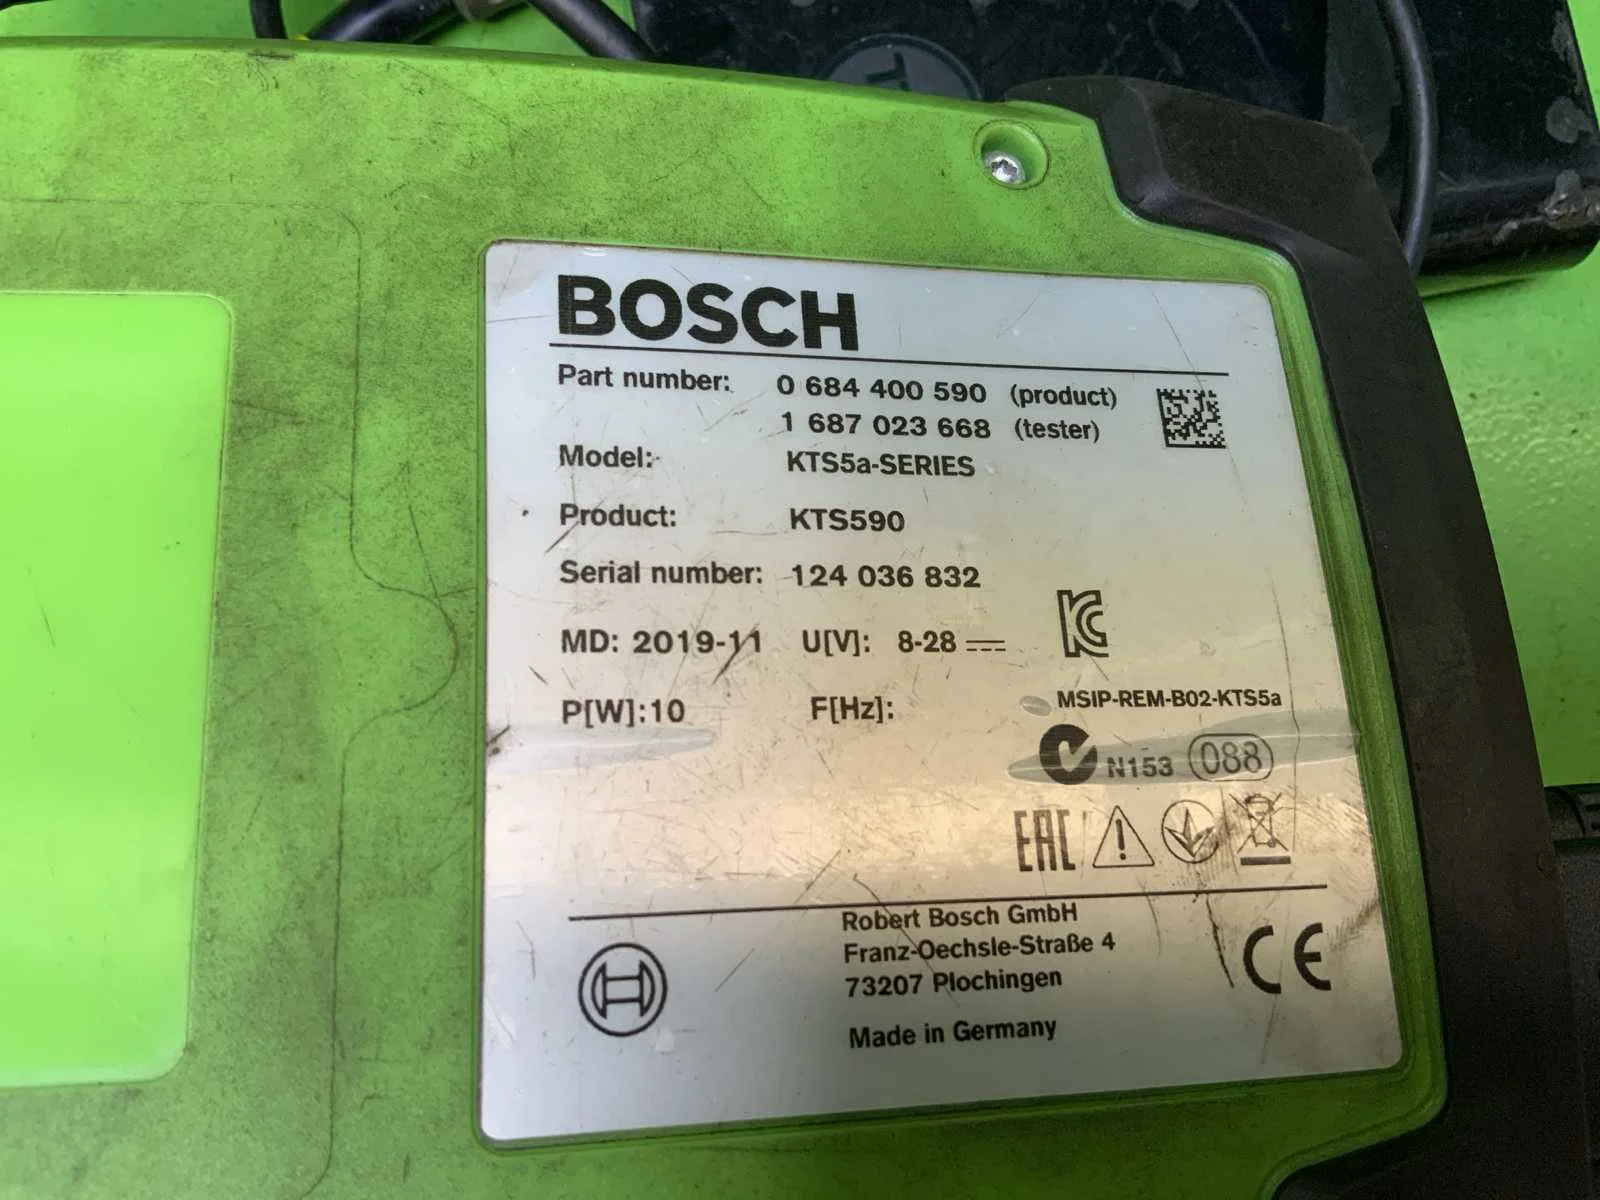 BOSCH
Part number: 0 684 400 590 (product)
1 687 023 668 (tester)
Model: KTS5a-SERIES
Product: KTS590
Serial number: 124 036 832
MD: 2019-11 U[V]: 8-28
P[W]:10 F[Hz]:
MSIP-REM-B02-KTS5a
N153 088
EAC
Robert Bosch GmbH
Franz-Oechsle-Straße 4
73207 Plochingen
CE
Made in Germany